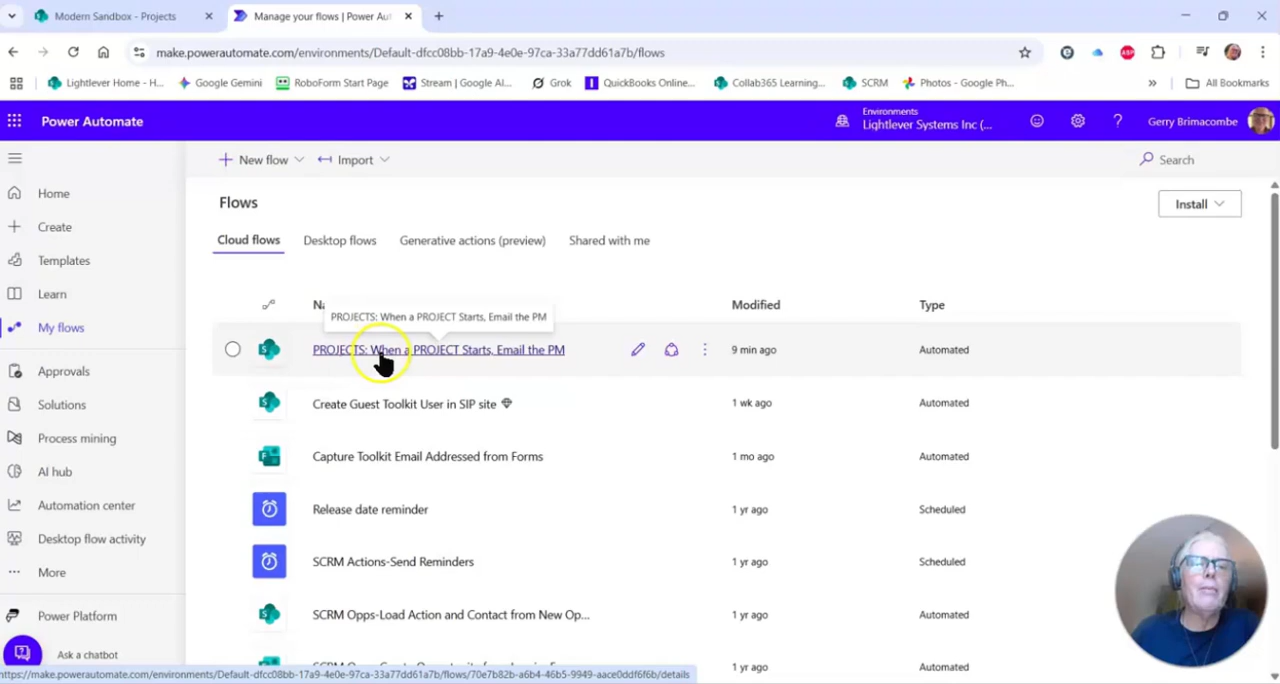 Modern Sandbox - Projects
Manage your flows | Power Au
make.powerautomate.com/environments/Default-dfcc08bb-17a9-4e0e-97ca-33a77dd61a7b/flows
Lightlever Home - H...
Google Gemini
RoboForm Start Page
Stream | Google AI...
Grok
QuickBooks Online...
Collab365 Learning...
SCRM
Photos - Google Ph...
All Bookmarks
Power Automate
Environments
Lightlever Systems Inc (...
Gerry Brimacombe
New flow
Import
Search
Home
Create
Templates
Learn
My flows
Approvals
Solutions
Process mining
AI hub
Automation center
Desktop flow activity
More
Power Platform
Ask a chatbot
Flows
Install
Cloud flows
Desktop flows
Generative actions (preview)
Shared with me
Na
Modified
Type
PROJECTS: When a PROJECT Starts, Email the PM
PROJECTS: When a PROJECT Starts, Email the PM
9 min ago
Automated
Create Guest Toolkit User in SIP site
1 wk ago
Automated
Capture Toolkit Email Addressed from Forms
1 mo ago
Automated
Release date reminder
1 yr ago
Scheduled
SCRM Actions-Send Reminders
1 yr ago
Scheduled
SCRM Opps-Load Action and Contact from New Op...
1 yr ago
Automated
1 yr ago
Automated
https://make.powerautomate.com/environments/Default-dfcc08bb-17a9-4e0e-97ca-33a77dd61a7b/flows/70e7b82b-a6b4-46b5-9949-aace0ddf6f6b/details